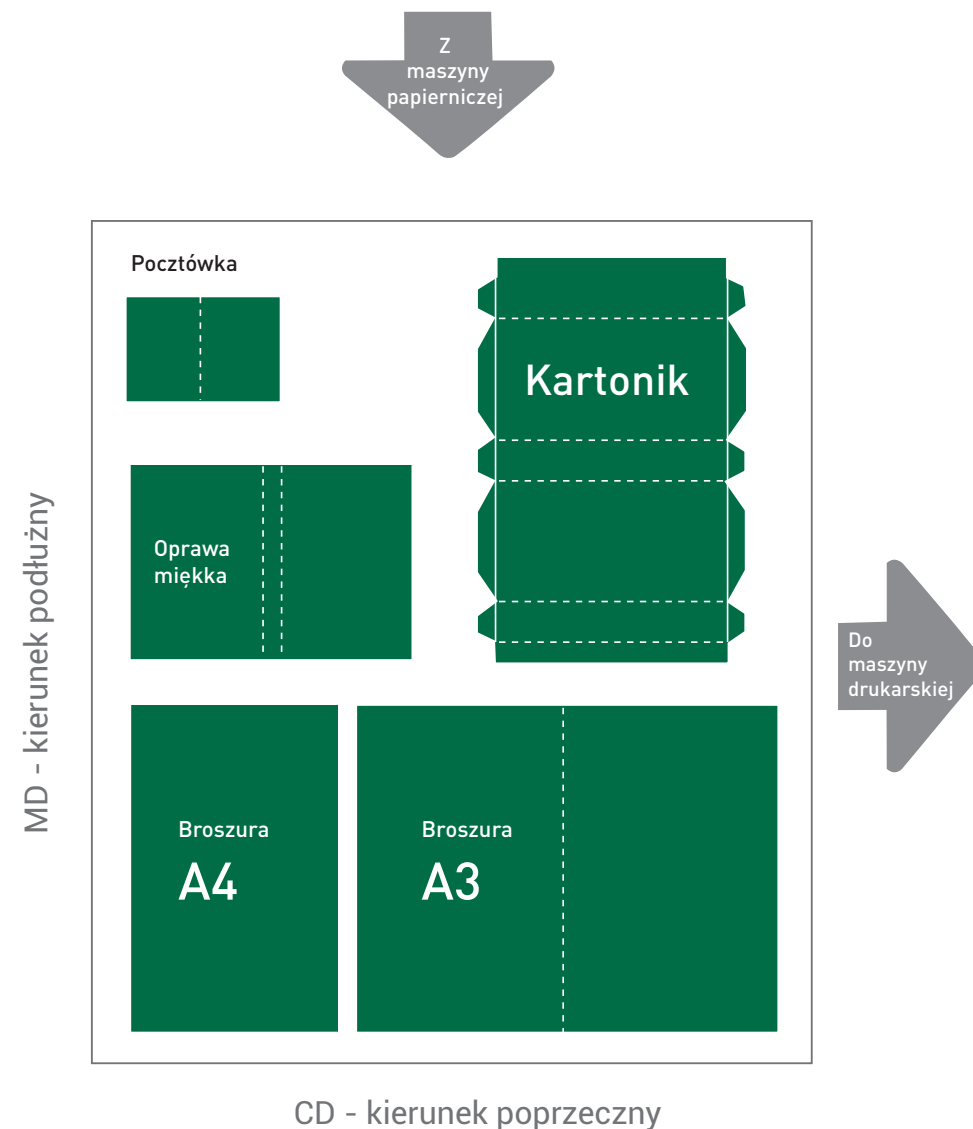 Z
maszyny
papierniczej
Pocztówka
Kartonik
Oprawa
miękka
MD - kierunek podłużny
Do
maszyny
drukarskiej
Broszura
A4
Broszura
A3
CD - kierunek poprzeczny